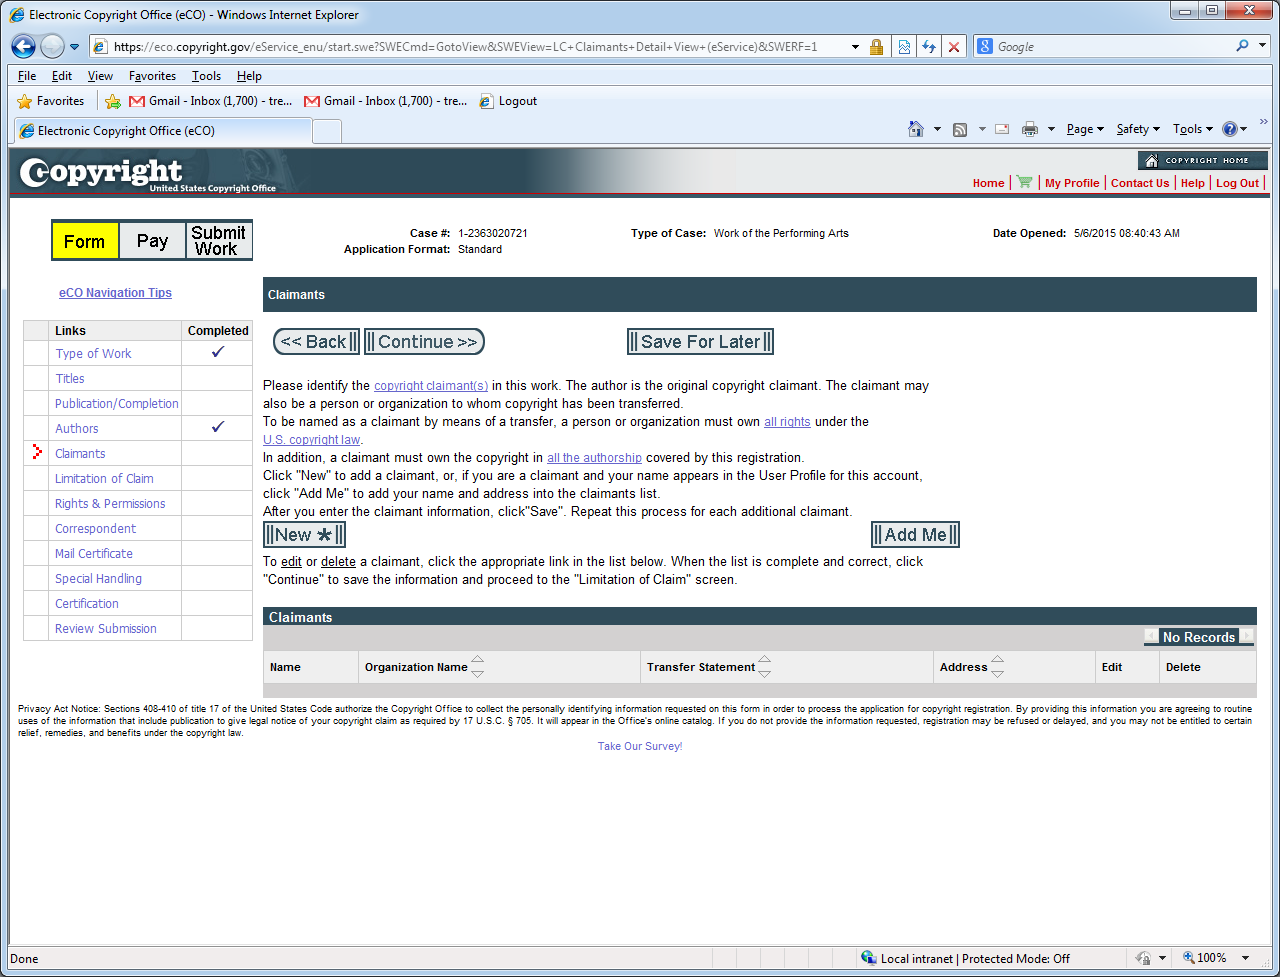 Electronic Copyright Office (eCO) - Windows Internet Explorer
https://eco.copyright.gov/eService_enu/start.swe?SWECmd=GotoView&SWEView=LC+Claimants+Detail+View+(eService)&SWERF=1
Google
File Edit View Favorites Tools Help
Favorites Gmail - Inbox (1,700) - tre... Gmail - Inbox (1,700) - tre... Logout
Electronic Copyright Office (eCO)
Page Safety Tools
Copyright
United States Copyright Office
COPYRIGHT HOME
Home | | My Profile | Contact Us | Help | Log Out |
Form Pay Submit Work
Case #: 1-2363020721 Type of Case: Work of the Performing Arts Date Opened: 5/6/2015 08:40:43 AM
Application Format: Standard
eCO Navigation Tips
Links Completed
Type of Work ✓
Titles
Publication/Completion
Authors ✓
Claimants
Limitation of Claim
Rights & Permissions
Correspondent
Mail Certificate
Special Handling
Certification
Review Submission
Claimants
<< Back Continue >> Save For Later
Please identify the copyright claimant(s) in this work. The author is the original copyright claimant. The claimant may
also be a person or organization to whom copyright has been transferred.
To be named as a claimant by means of a transfer, a person or organization must own all rights under the
U.S. copyright law.
In addition, a claimant must own the copyright in all the authorship covered by this registration.
Click "New" to add a claimant, or, if you are a claimant and your name appears in the User Profile for this account,
click "Add Me" to add your name and address into the claimants list.
After you enter the claimant information, click"Save". Repeat this process for each additional claimant.
New * Add Me
To edit or delete a claimant, click the appropriate link in the list below. When the list is complete and correct, click
"Continue" to save the information and proceed to the "Limitation of Claim" screen.
Claimants
No Records
Name Organization Name Transfer Statement Address Edit Delete
Privacy Act Notice: Sections 408-410 of title 17 of the United States Code authorize the Copyright Office to collect the personally identifying information requested on this form in order to process the application for copyright registration. By providing this information you are agreeing to routine
uses of the information that include publication to give legal notice of your copyright claim as required by 17 U.S.C. § 705. It will appear in the Office's online catalog. If you do not provide the information requested, registration may be refused or delayed, and you may not be entitled to certain
relief, remedies, and benefits under the copyright law.
Take Our Survey!
Done Local intranet | Protected Mode: Off 100%